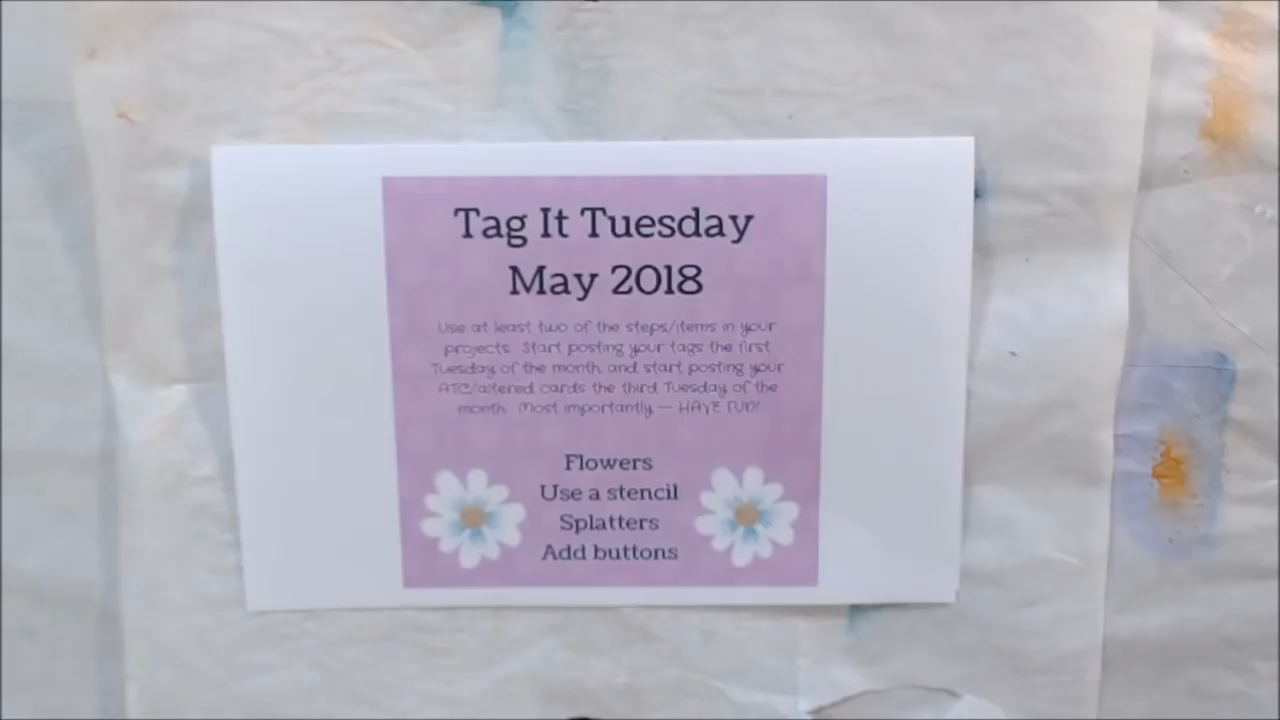 Tag It Tuesday
May 2018
Use at least two of the steps/items in your
projects. Start posting your tags the first
Tuesday of the month, and start posting your
ATC/altered cards the third Tuesday of the
month. Most importantly — HAVE FUN!
Flowers
Use a stencil
Splatters
Add buttons